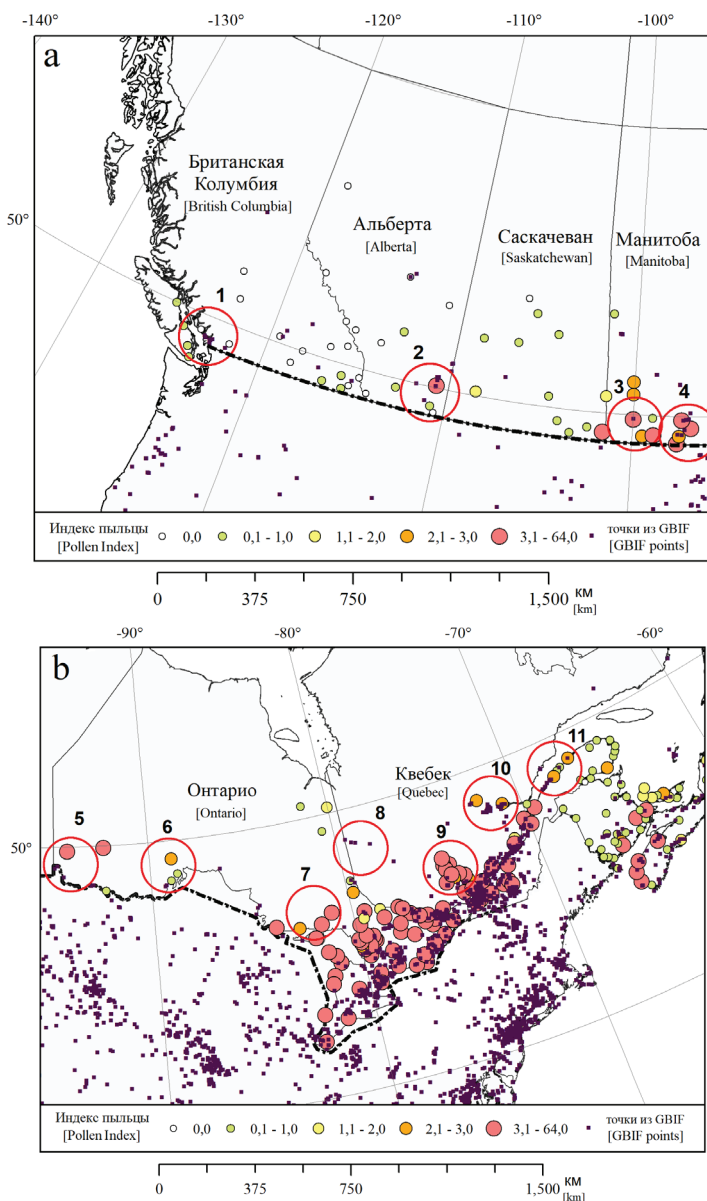 -140° -130° -120° -110° -100°
a
50°
Британская
Колумбия
[British Columbia]
Альберта
[Alberta]
Саскачеван
[Saskatchewan]
Манитоба
[Manitoba]
1
2
3
4
Индекс пыльцы
[Pollen Index]
0,0
0,1 - 1,0
1,1 - 2,0
2,1 - 3,0
3,1 - 64,0
точки из GBIF
[GBIF points]
0 375 750 1,500 км
[km]
-90° -80° -70° -60°
b
50°
Онтарио
[Ontario]
Квебек
[Quebec]
5
6
7
8
9
10
11
Индекс пыльцы
[Pollen Index]
0,0
0,1 - 1,0
1,1 - 2,0
2,1 - 3,0
3,1 - 64,0
точки из GBIF
[GBIF points]
0 375 750 1,500 км
[km]